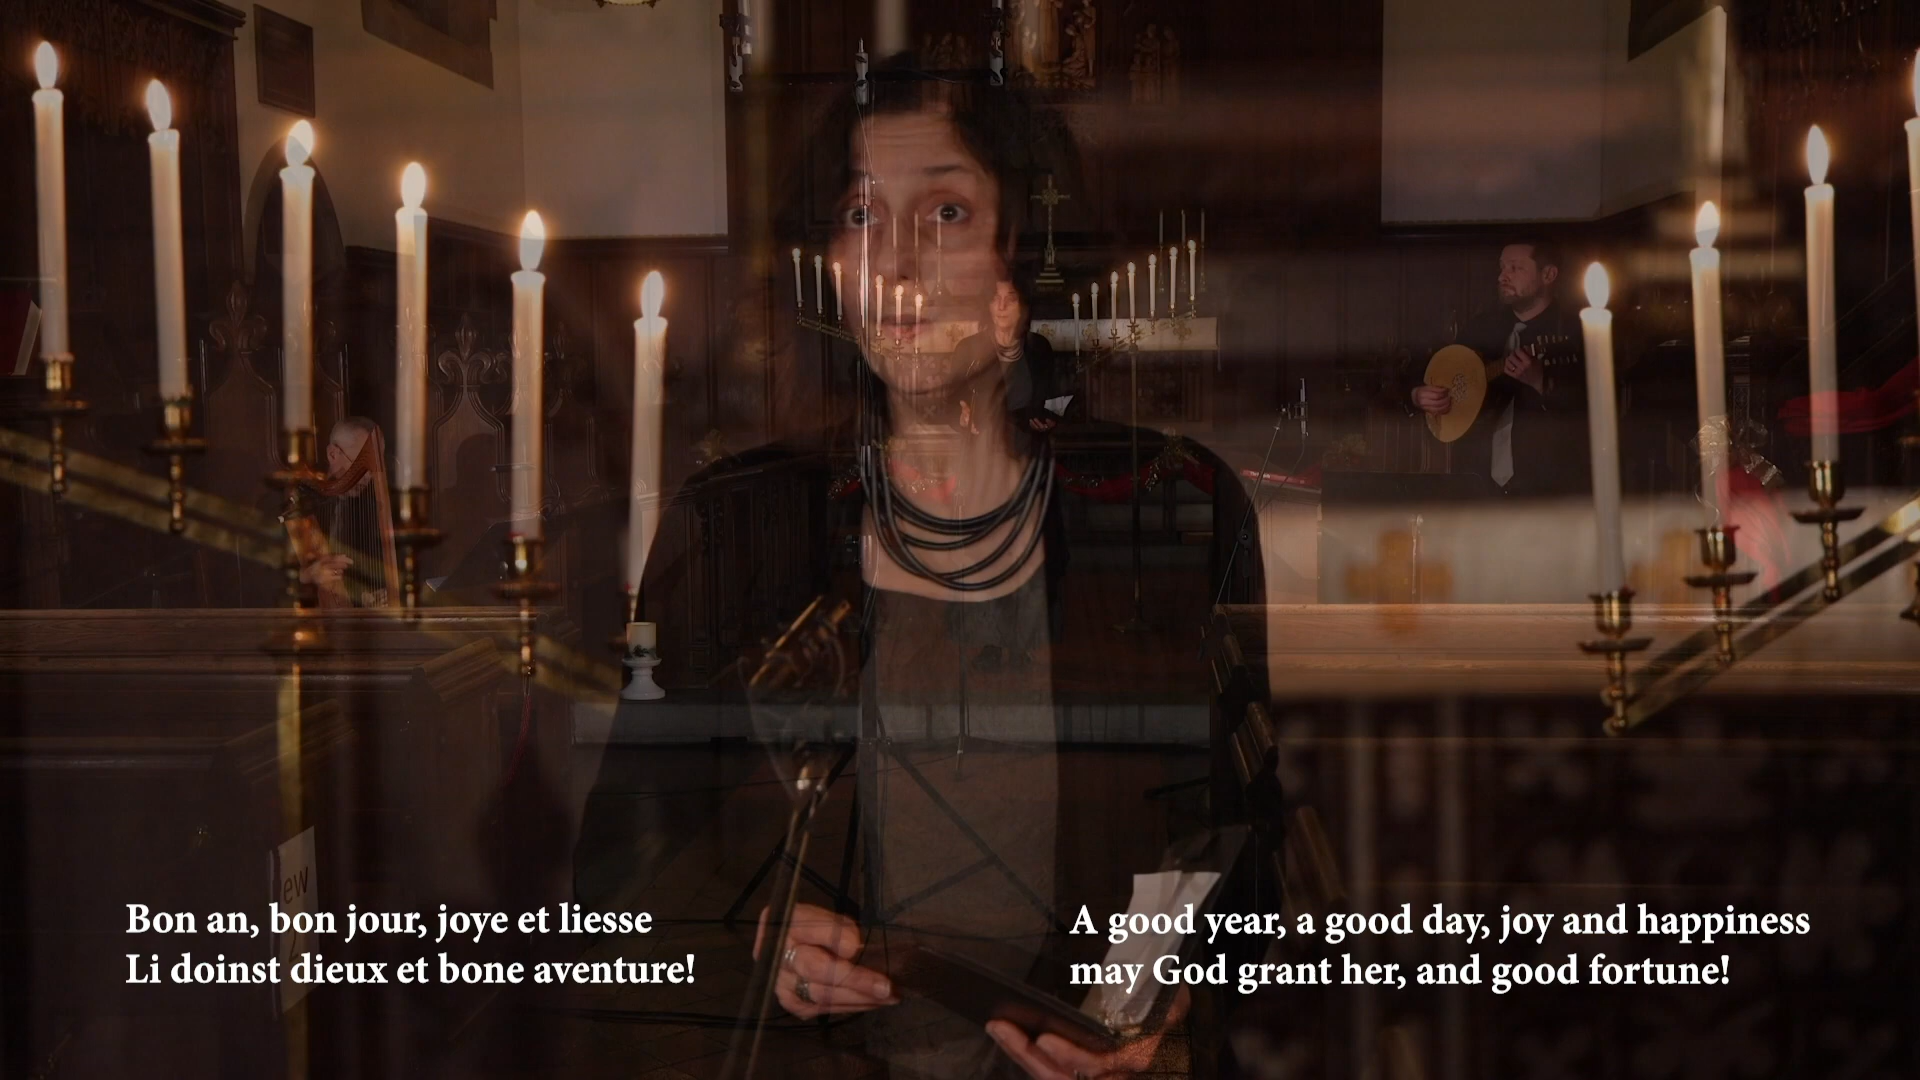 Bon an, bon jour, joye et liesse
Li doinst dieux et bone aventure!
A good year, a good day, joy and happiness
may God grant her, and good fortune!
ew